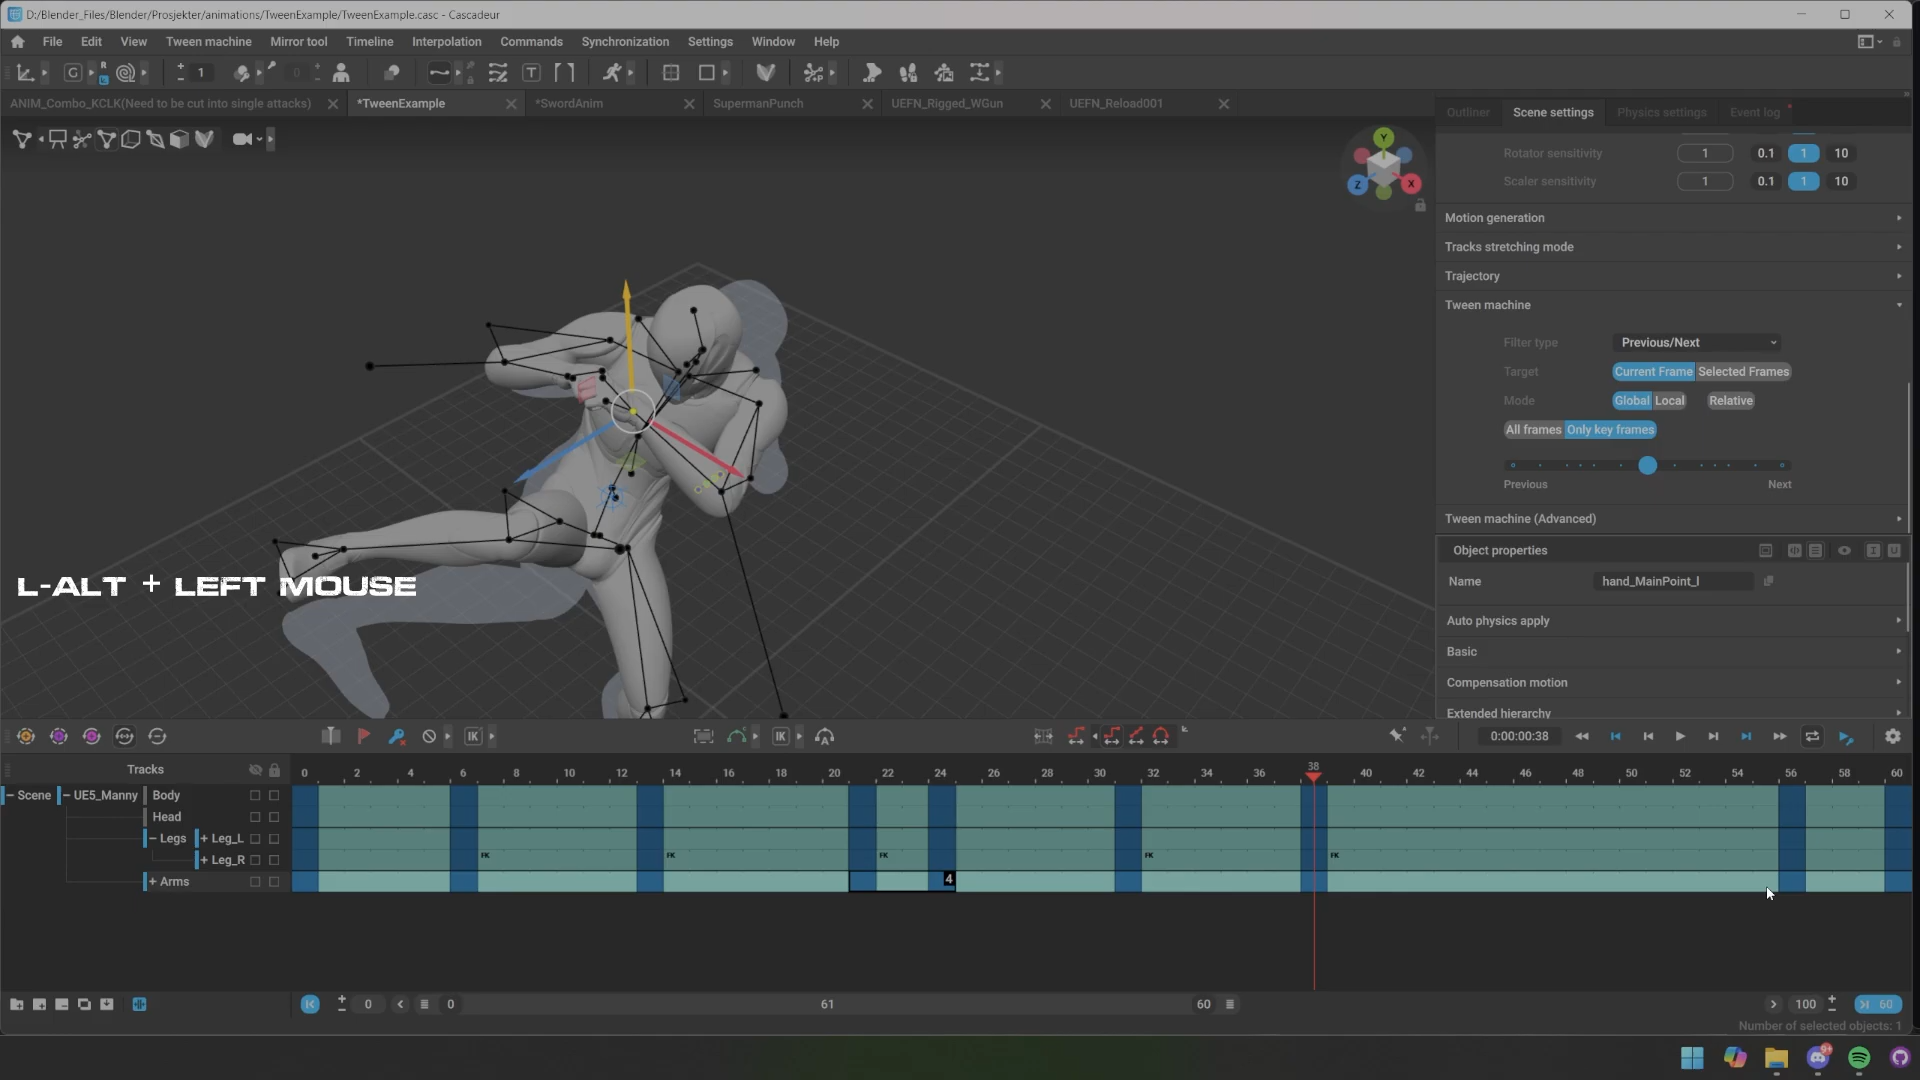 D:/Blender_Files/Blender/Prosjekter/animations/TweenExample/TweenExample.casc - Cascadeur
File Edit View Tween machine Mirror tool Timeline Interpolation Commands Synchronization Settings Window Help
1 0
ANIM_Combo_KCLK(Need to be cut into single attacks) *TweenExample *SwordAnim SupermanPunch UEFN_Rigged_WGun UEFN_Reload001
Outliner Scene settings Physics settings Event log
Rotator sensitivity 1 0.1 1 10
Scaler sensitivity 1 0.1 1 10
Motion generation
Tracks stretching mode
Trajectory
Tween machine
Filter type Previous/Next
Target Current Frame Selected Frames
Mode Global Local Relative
All frames Only key frames
Previous Next
Tween machine (Advanced)
Object properties
Name hand_MainPoint_l
Auto physics apply
Basic
Compensation motion
Extended hierarchy
Y
Z X
L-ALT + LEFT MOUSE
IK IK 0:00:00:38
Tracks 0 2 4 6 8 10 12 14 16 18 20 22 24 26 28 30 32 34 36 38 40 42 44 46 48 50 52 54 56 58 60
Scene UE5_Manny Body
Head
Legs Leg_L
Leg_R FK FK FK FK FK
Arms 4
0 0 61 60 100 60
Number of selected objects: 1
9+